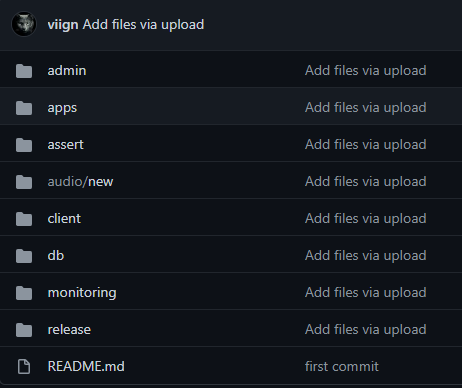 viign Add files via upload
admin Add files via upload
apps Add files via upload
assert Add files via upload
audio/new Add files via upload
client Add files via upload
db Add files via upload
monitoring Add files via upload
release Add files via upload
README.md first commit